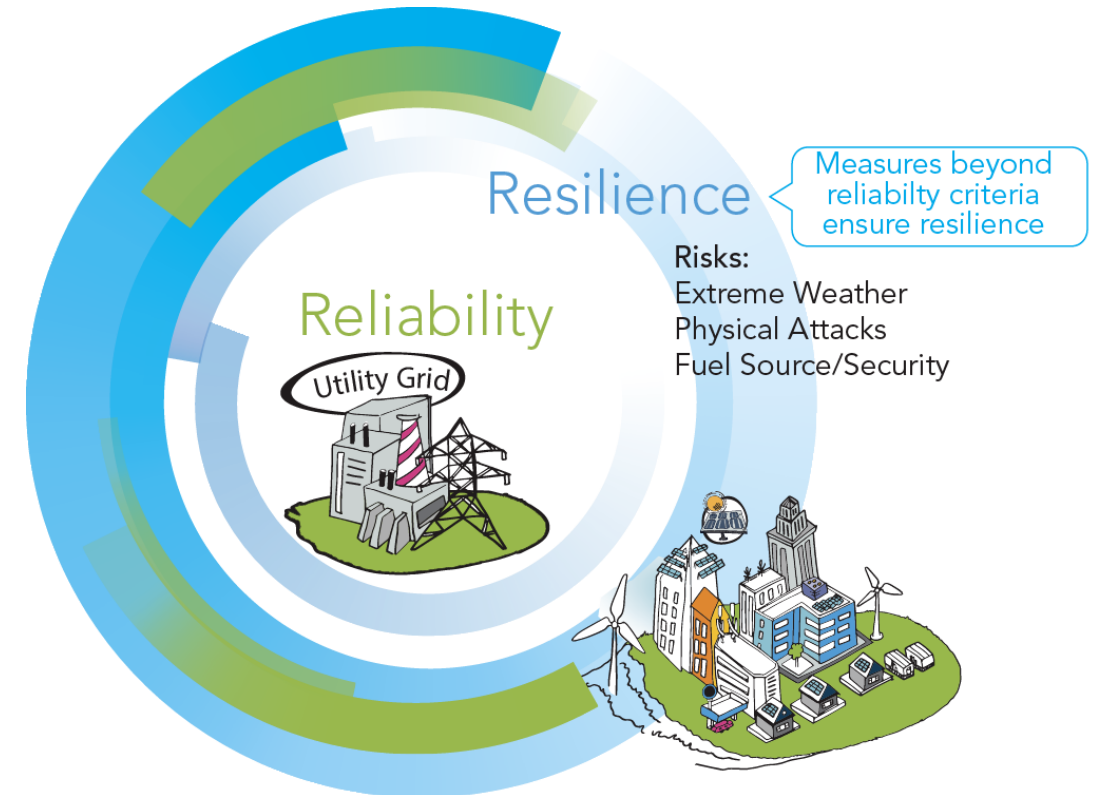 Resilience
Measures beyond
reliabilty criteria
ensure resilience
Risks:
Extreme Weather
Physical Attacks
Fuel Source/Security
Reliability
Utility Grid